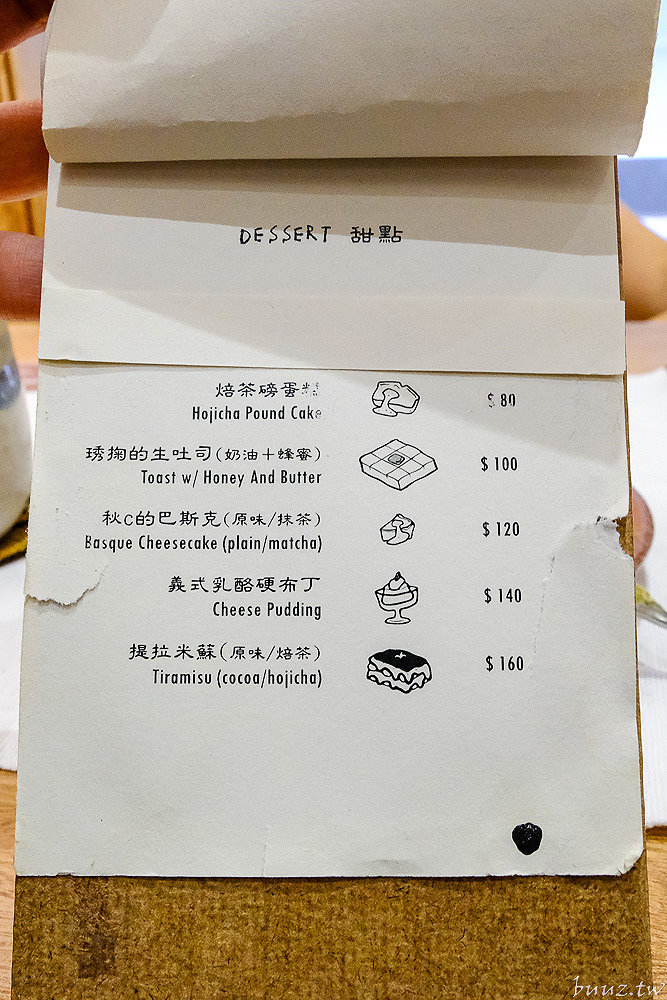 DESSERT 甜點
焙茶磅蛋糕
Hojicha Pound Cake
$ 80
琇掬的生吐司(奶油+蜂蜜)
Toast w/ Honey And Butter
$ 100
秋C的巴斯克(原味/抹茶)
Basque Cheesecake (plain/matcha)
$ 120
義式乳酪硬布丁
Cheese Pudding
$ 140
提拉米蘇(原味/焙茶)
Tiramisu (cocoa/hojicha)
$ 160
buuz.tw